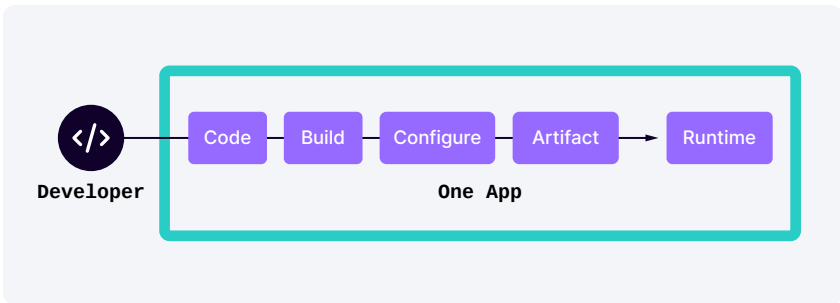 </>
Code
Build
Configure
Artifact
Runtime
Developer
One App